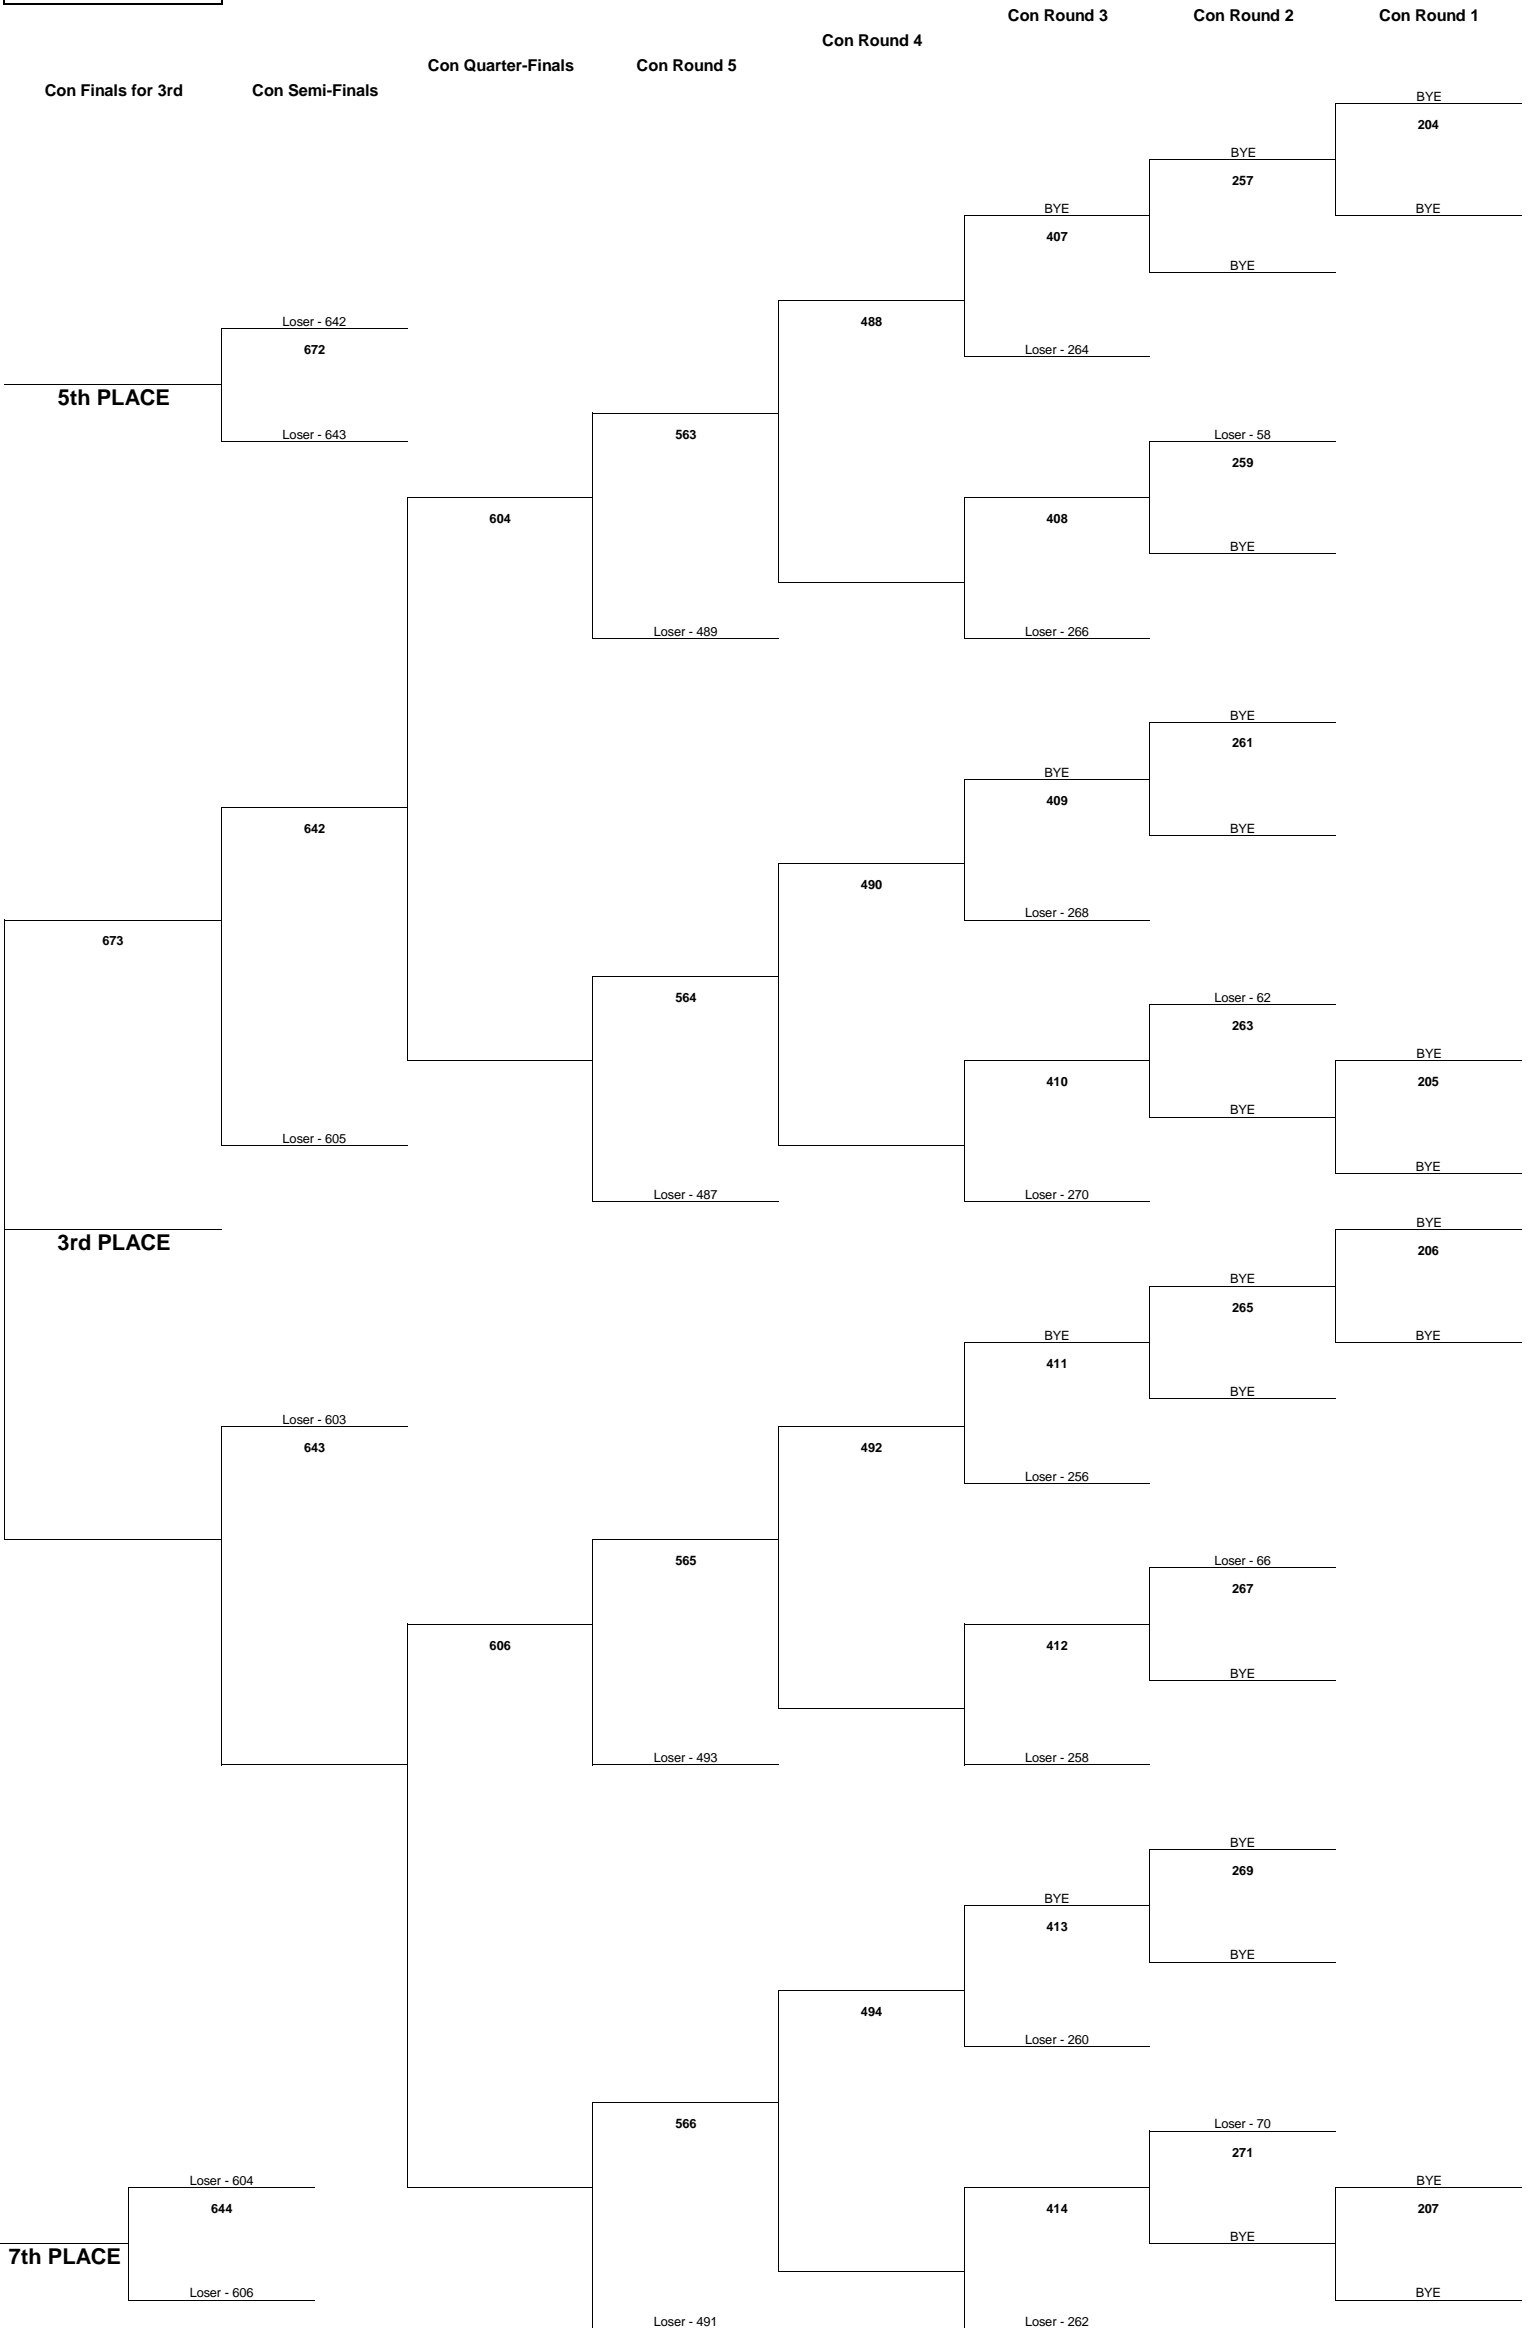 Con Round 3 Con Round 2 Con Round 1
Con Round 4
Con Quarter-Finals Con Round 5
Con Finals for 3rd Con Semi-Finals
BYE
204
BYE
257
BYE BYE
407
BYE
Loser - 642 488
672 Loser - 264
5th PLACE
Loser - 643 563 Loser - 58
259
604 408
BYE
Loser - 489 Loser - 266
BYE
261
BYE
409
642 BYE
490
Loser - 268
673
564 Loser - 62
263
BYE
410 205
BYE
Loser - 605
BYE
Loser - 487 Loser - 270
BYE
3rd PLACE
206
BYE
265
BYE BYE
411
BYE
Loser - 603
643 492
Loser - 256
565 Loser - 66
267
606 412
BYE
Loser - 493 Loser - 258
BYE
269
BYE
413
BYE
494
Loser - 260
566 Loser - 70
271
Loser - 604 BYE
644 414 207
BYE
7th PLACE
Loser - 606 BYE
Loser - 491 Loser - 262